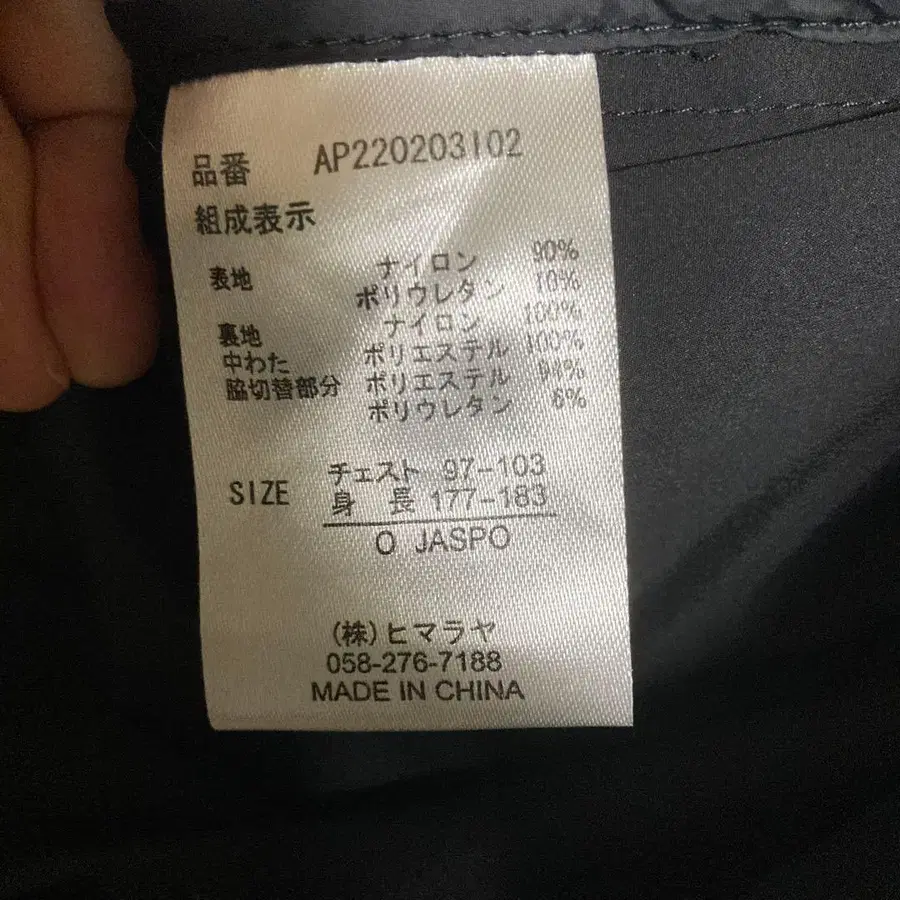 品番 AP220203I02
組成表示
表地 ナイロン 90%
ポリウレタン 10%
裏地 ナイロン 100%
中わた ポリエステル 100%
脇切替部分 ポリエステル 94%
ポリウレタン 6%
SIZE チェスト 97-103
身 長 177-183
O JASPO
(株)ヒマラヤ
058-276-7188
MADE IN CHINA